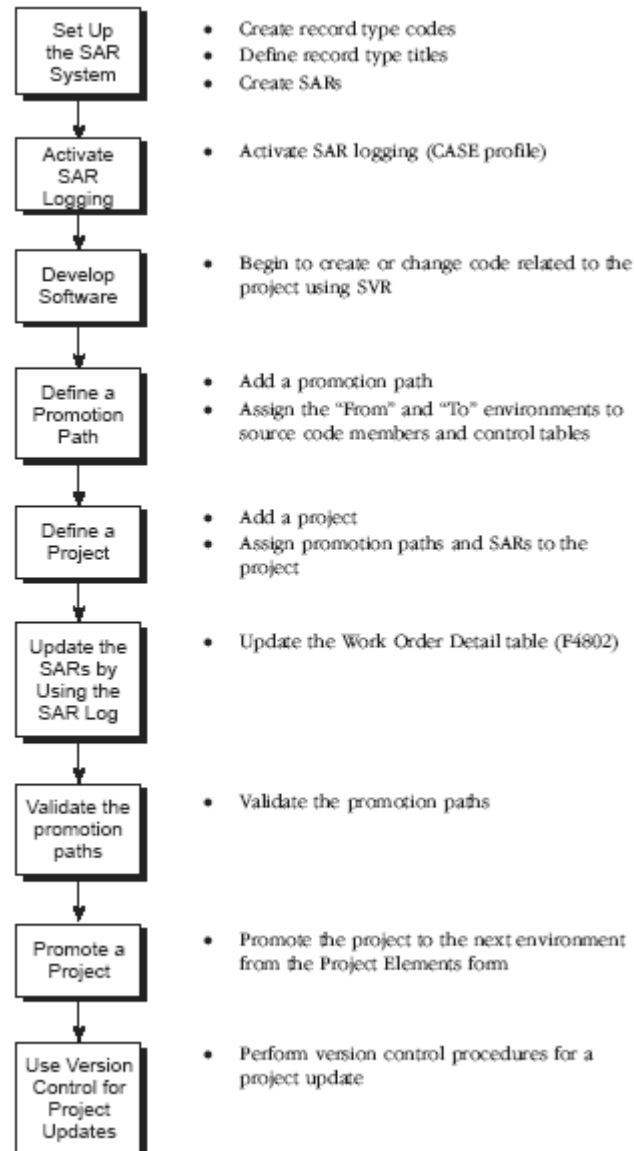 Set Up
the SAR
System
• Create record type codes
• Define record type titles
• Create SARs
Activate
SAR
Logging
• Activate SAR logging (CASE profile)
Develop
Software
• Begin to create or change code related to the
project using SVR
Define a
Promotion
Path
• Add a promotion path
• Assign the “From” and “To” environments to
source code members and control tables
Define a
Project
• Add a project
• Assign promotion paths and SARs to the
project
Update the
SARs by
Using the
SAR Log
• Update the Work Order Detail table (F4802)
Validate the
promotion
paths
• Validate the promotion paths
Promote a
Project
• Promote the project to the next environment
from the Project Elements form
Use Version
Control for
Project
Updates
• Perform version control procedures for a
project update